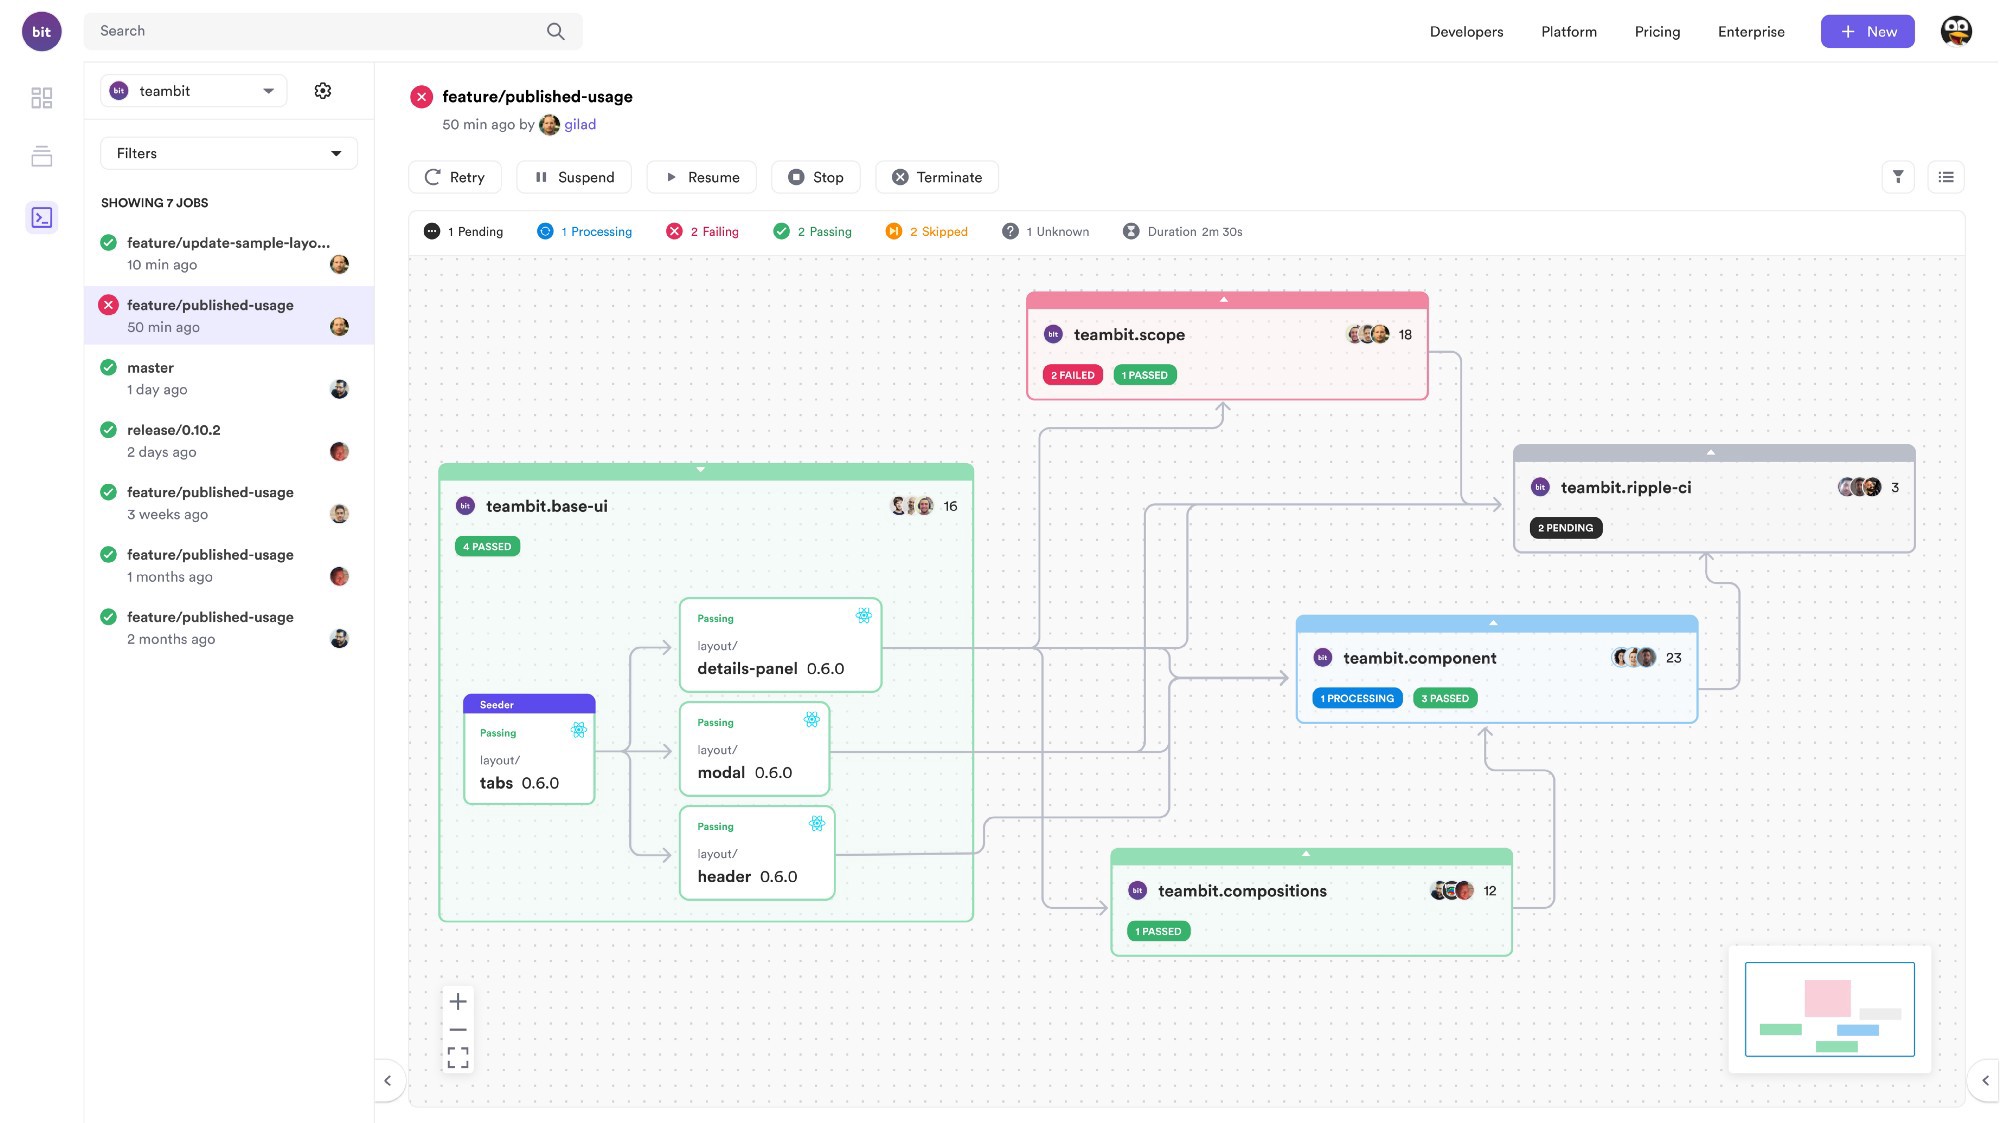 bit
Search
Developers
Platform
Pricing
Enterprise
New
bit teambit
Filters
SHOWING 7 JOBS
feature/update-sample-layo...
10 min ago
feature/published-usage
50 min ago
master
1 day ago
release/0.10.2
2 days ago
feature/published-usage
3 weeks ago
feature/published-usage
1 months ago
feature/published-usage
2 months ago
feature/published-usage
50 min ago by gilad
Retry
Suspend
Resume
Stop
Terminate
1 Pending
1 Processing
2 Failing
2 Passing
2 Skipped
1 Unknown
Duration 2m 30s
bit teambit.scope 18
2 FAILED 1 PASSED
bit teambit.ripple-ci 3
2 PENDING
bit teambit.base-ui 16
4 PASSED
Seeder
Passing
layout/
tabs 0.6.0
Passing
layout/
details-panel 0.6.0
Passing
layout/
modal 0.6.0
Passing
layout/
header 0.6.0
bit teambit.component 23
1 PROCESSING 3 PASSED
bit teambit.compositions 12
1 PASSED